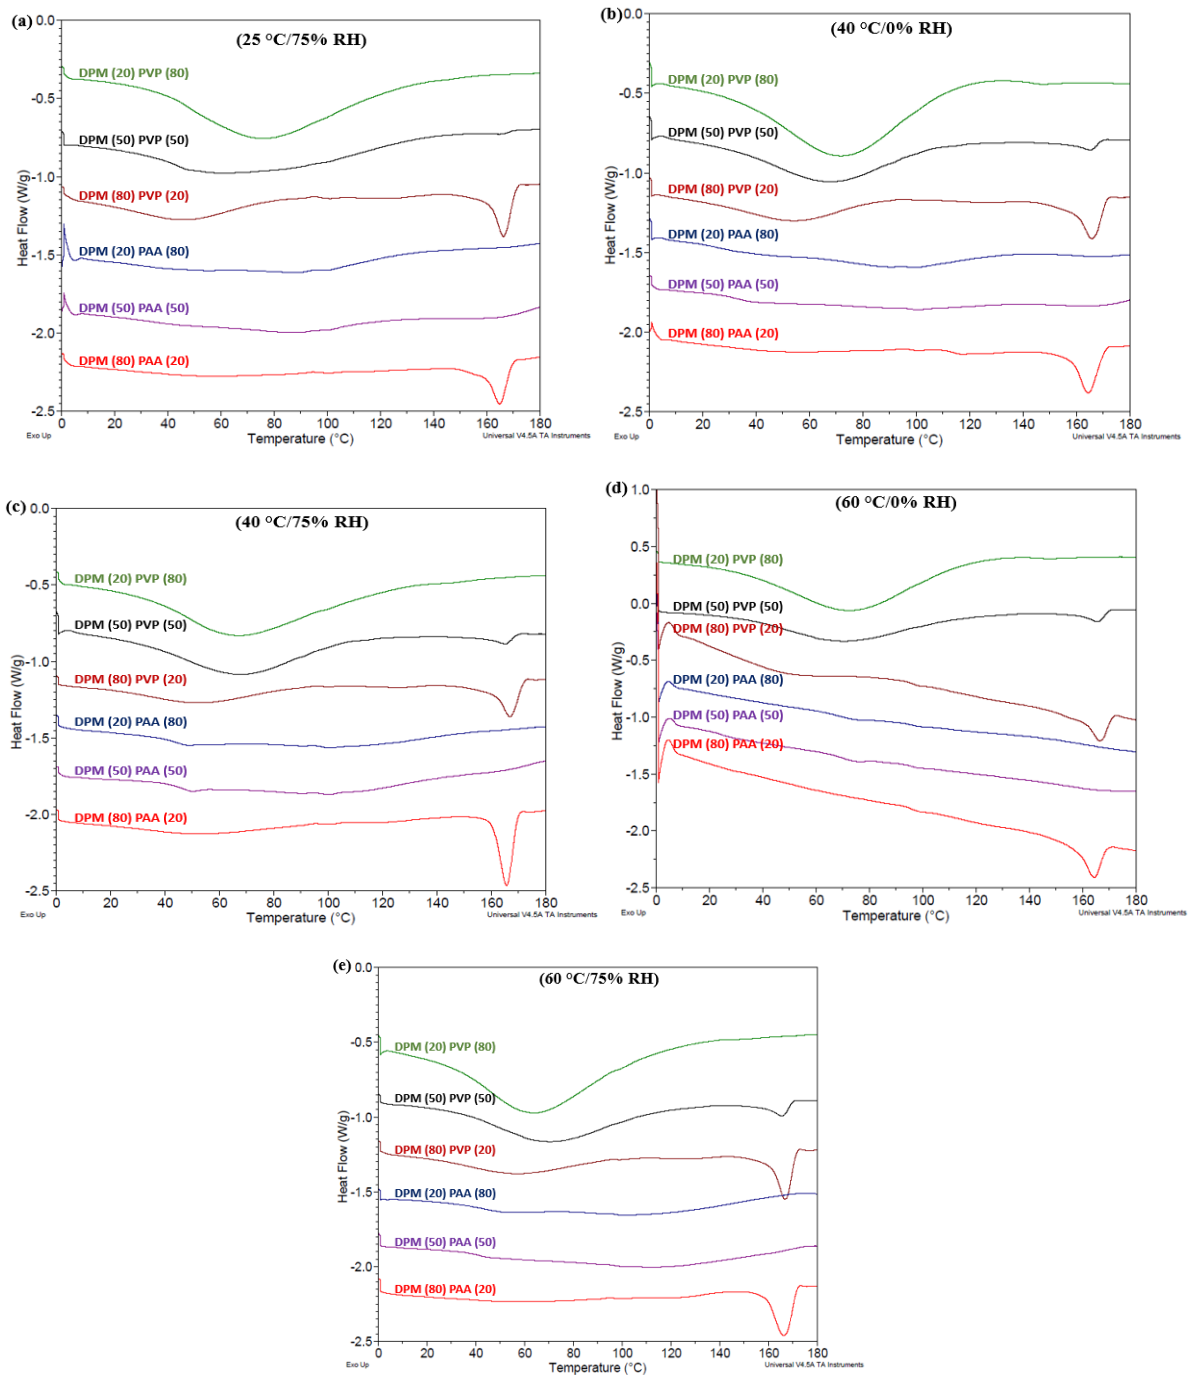 (a)
(25 °C/75% RH)
0.0
-0.5
-1.0
-1.5
-2.0
-2.5
Heat Flow (W/g)
DPM (20) PVP (80)
DPM (50) PVP (50)
DPM (80) PVP (20)
DPM (20) PAA (80)
DPM (50) PAA (50)
DPM (80) PAA (20)
0 20 40 60 80 100 120 140 160 180
Exo Up
Temperature (°C)
Universal V4.5A TA Instruments
(b)
(40 °C/0% RH)
0.0
-0.5
-1.0
-1.5
-2.0
-2.5
Heat Flow (W/g)
DPM (20) PVP (80)
DPM (50) PVP (50)
DPM (80) PVP (20)
DPM (20) PAA (80)
DPM (50) PAA (50)
DPM (80) PAA (20)
0 20 40 60 80 100 120 140 160 180
Exo Up
Temperature (°C)
Universal V4.5A TA Instruments
(c)
(40 °C/75% RH)
0.0
-0.5
-1.0
-1.5
-2.0
-2.5
Heat Flow (W/g)
DPM (20) PVP (80)
DPM (50) PVP (50)
DPM (80) PVP (20)
DPM (20) PAA (80)
DPM (50) PAA (50)
DPM (80) PAA (20)
0 20 40 60 80 100 120 140 160 180
Exo Up
Temperature (°C)
Universal V4.5A TA Instruments
(d)
(60 °C/0% RH)
1.0
0.5
0.0
-0.5
-1.0
-1.5
-2.0
-2.5
Heat Flow (W/g)
DPM (20) PVP (80)
DPM (50) PVP (50)
DPM (80) PVP (20)
DPM (20) PAA (80)
DPM (50) PAA (50)
DPM (80) PAA (20)
0 20 40 60 80 100 120 140 160 180
Exo Up
Temperature (°C)
Universal V4.5A TA Instruments
(e)
(60 °C/75% RH)
0.0
-0.5
-1.0
-1.5
-2.0
-2.5
Heat Flow (W/g)
DPM (20) PVP (80)
DPM (50) PVP (50)
DPM (80) PVP (20)
DPM (20) PAA (80)
DPM (50) PAA (50)
DPM (80) PAA (20)
0 20 40 60 80 100 120 140 160 180
Exo Up
Temperature (°C)
Universal V4.5A TA Instruments